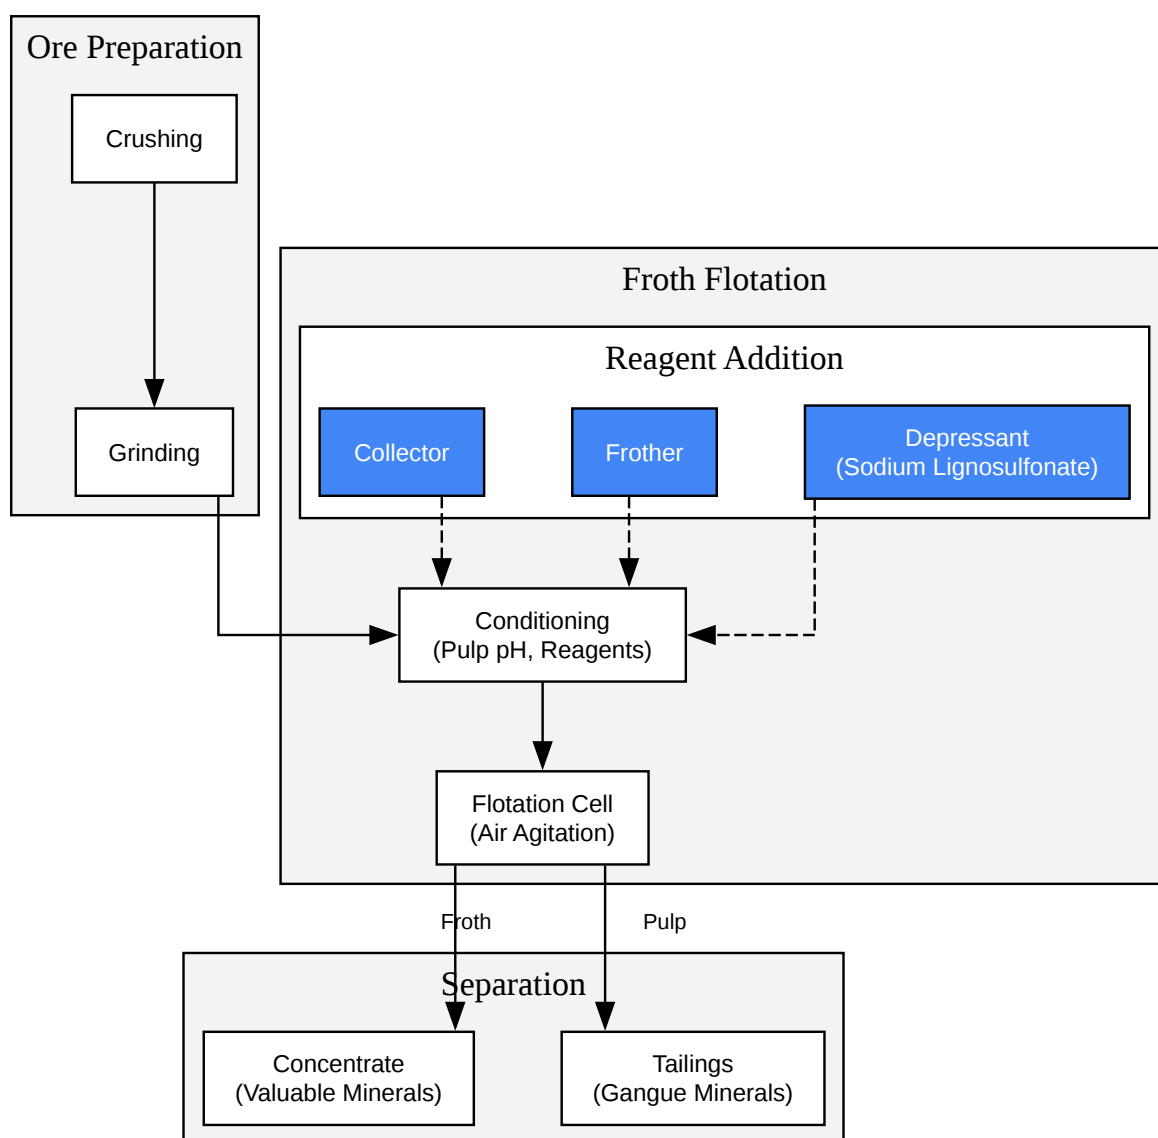 Ore Preparation
Crushing
Grinding
Froth Flotation
Reagent Addition
Collector
Frother
Depressant
(Sodium Lignosulfonate)
Conditioning
(Pulp pH, Reagents)
Flotation Cell
(Air Agitation)
Froth
Pulp
Separation
Concentrate
(Valuable Minerals)
Tailings
(Gangue Minerals)